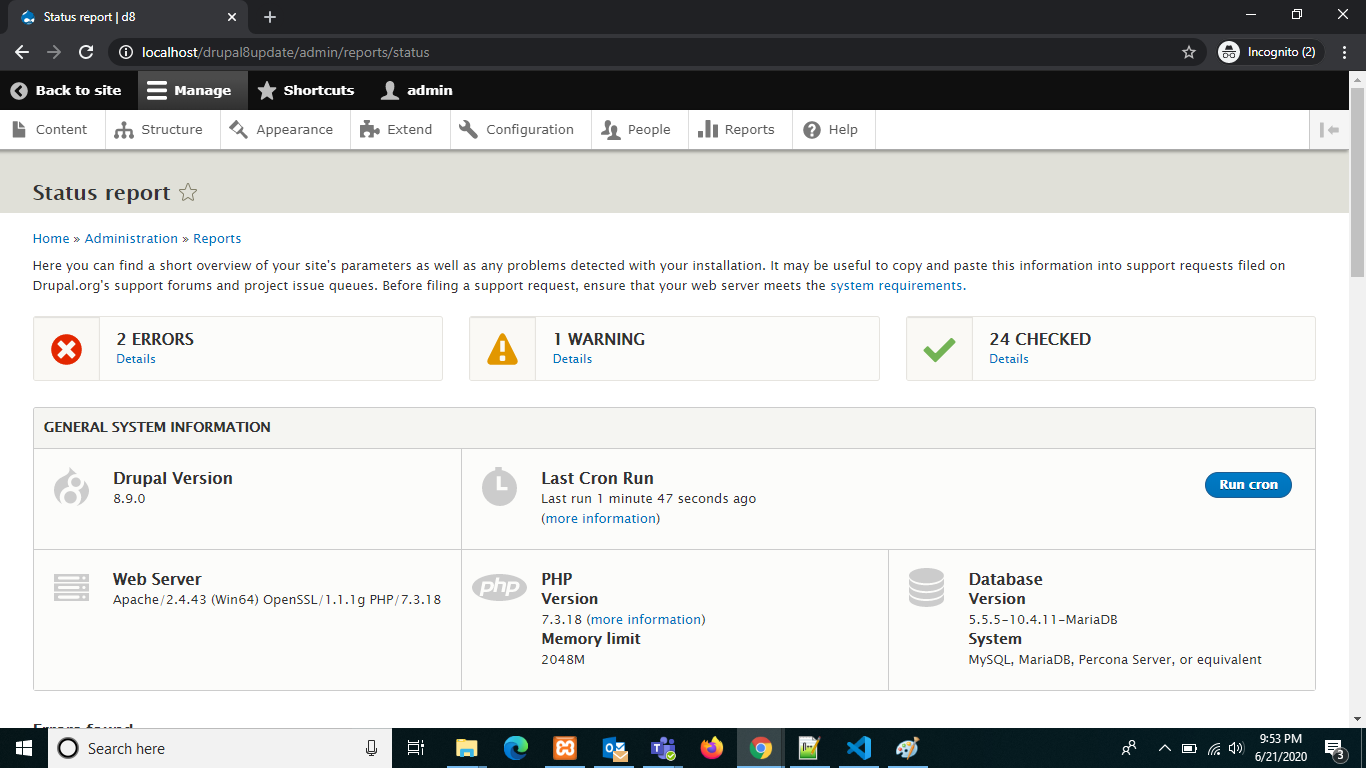 Status report | d8
localhost/drupal8update/admin/reports/status
Incognito (2)
Back to site
Manage
Shortcuts
admin
Content
Structure
Appearance
Extend
Configuration
People
Reports
Help
Status report
Home » Administration » Reports
Here you can find a short overview of your site's parameters as well as any problems detected with your installation. It may be useful to copy and paste this information into support requests filed on
Drupal.org's support forums and project issue queues. Before filing a support request, ensure that your web server meets the system requirements.
2 ERRORS
Details
1 WARNING
Details
24 CHECKED
Details
GENERAL SYSTEM INFORMATION
Drupal Version
8.9.0
Last Cron Run
Last run 1 minute 47 seconds ago
(more information)
Run cron
Web Server
Apache/2.4.43 (Win64) OpenSSL/1.1.1g PHP/7.3.18
php
PHP
Version
7.3.18 (more information)
Memory limit
2048M
Database
Version
5.5.5-10.4.11-MariaDB
System
MySQL, MariaDB, Percona Server, or equivalent
Errors found
Search here
9:53 PM
6/21/2020
3